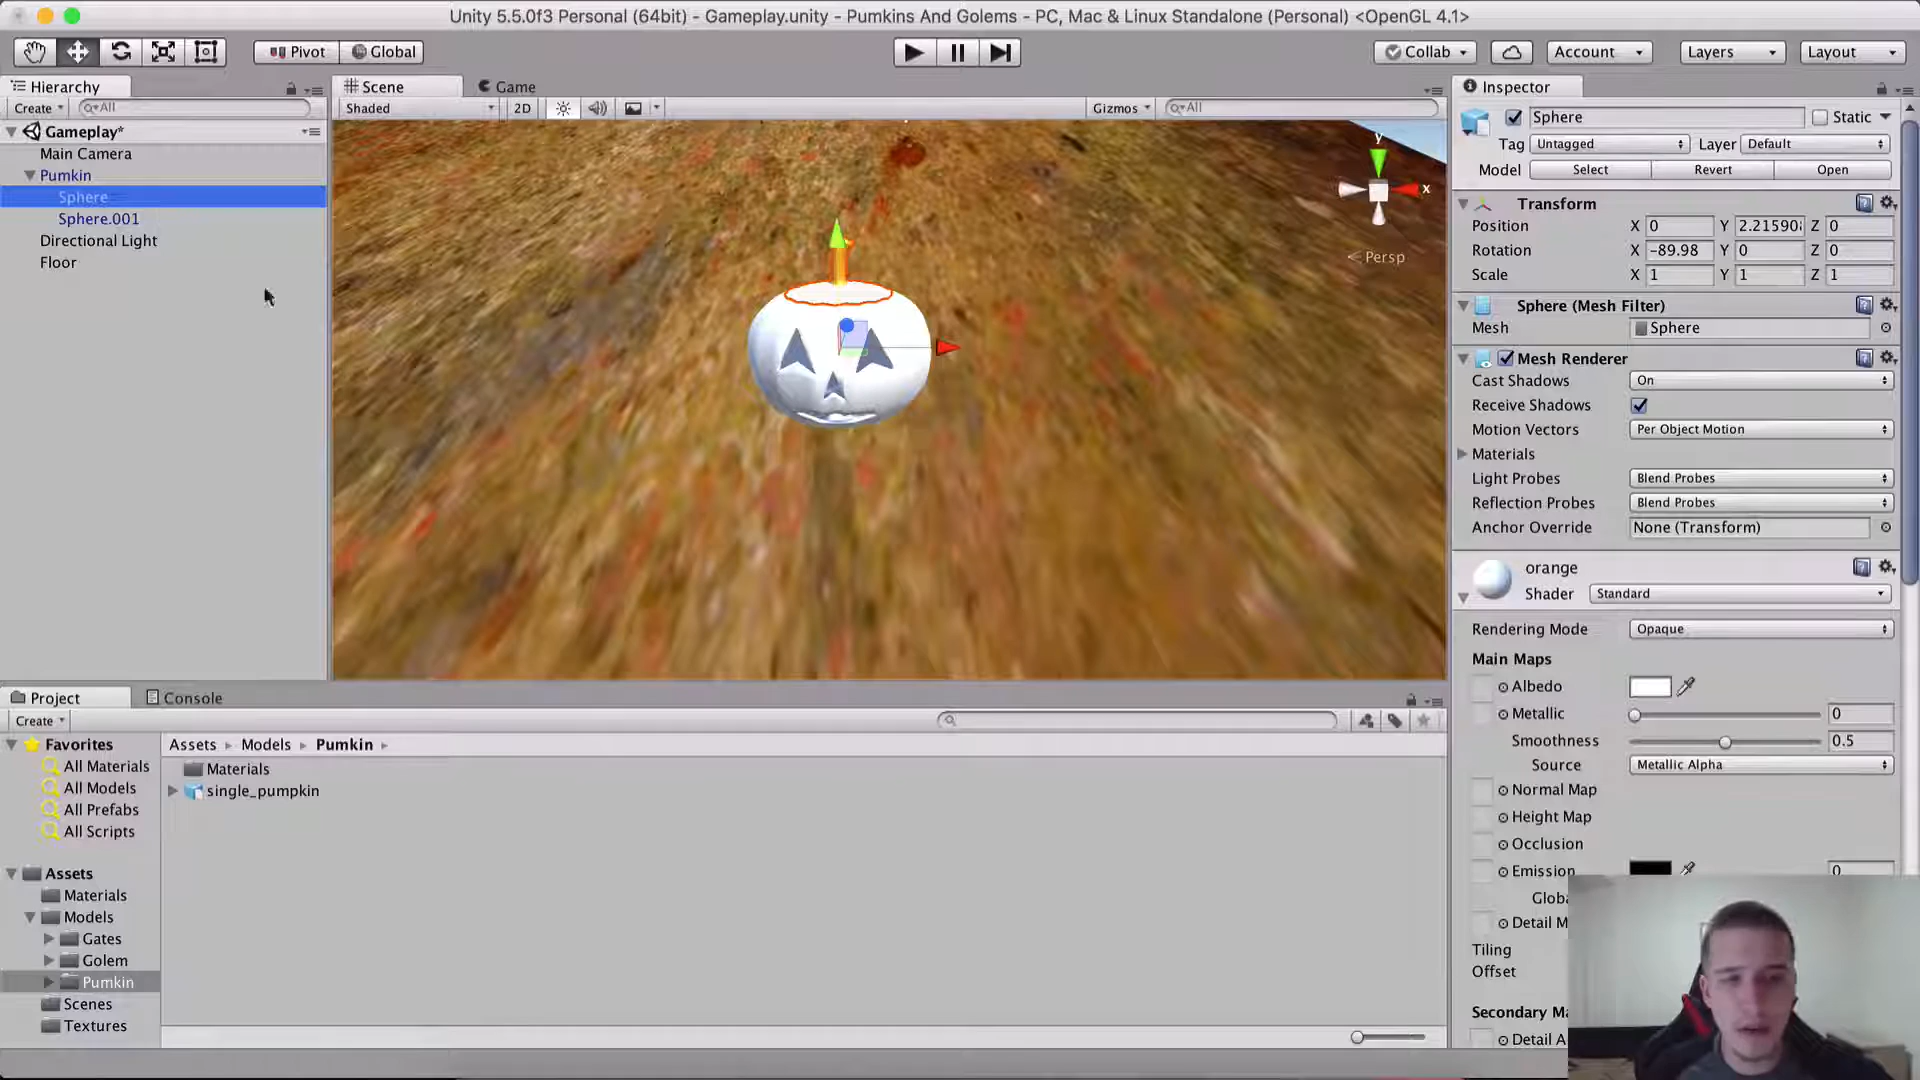 Unity 5.5.0f3 Personal (64bit) - Gameplay.unity - Pumkins And Golems - PC, Mac & Linux Standalone (Personal) <OpenGL 4.1>
Pivot Global Collab Account Layers Layout
Hierarchy
Create All
Gameplay*
Main Camera
Pumkin
Sphere
Sphere.001
Directional Light
Floor
Scene Game
Shaded 2D Gizmos All
y
x
Persp
Inspector
Sphere Static
Tag Untagged Layer Default
Model Select Revert Open
Transform
Position X 0 Y 2.21590 Z 0
Rotation X -89.98 Y 0 Z 0
Scale X 1 Y 1 Z 1
Sphere (Mesh Filter)
Mesh Sphere
Mesh Renderer
Cast Shadows On
Receive Shadows
Motion Vectors Per Object Motion
Materials
Light Probes Blend Probes
Reflection Probes Blend Probes
Anchor Override None (Transform)
orange
Shader Standard
Rendering Mode Opaque
Main Maps
Albedo
Metallic 0
Smoothness 0.5
Source Metallic Alpha
Normal Map
Height Map
Occlusion
Emission 0
Globa
Detail M
Tiling
Offset
Secondary Ma
Detail A
Project Console
Create
Favorites
All Materials
All Models
All Prefabs
All Scripts
Assets
Materials
Models
Gates
Golem
Pumkin
Scenes
Textures
Assets Models Pumkin
Materials
single_pumpkin